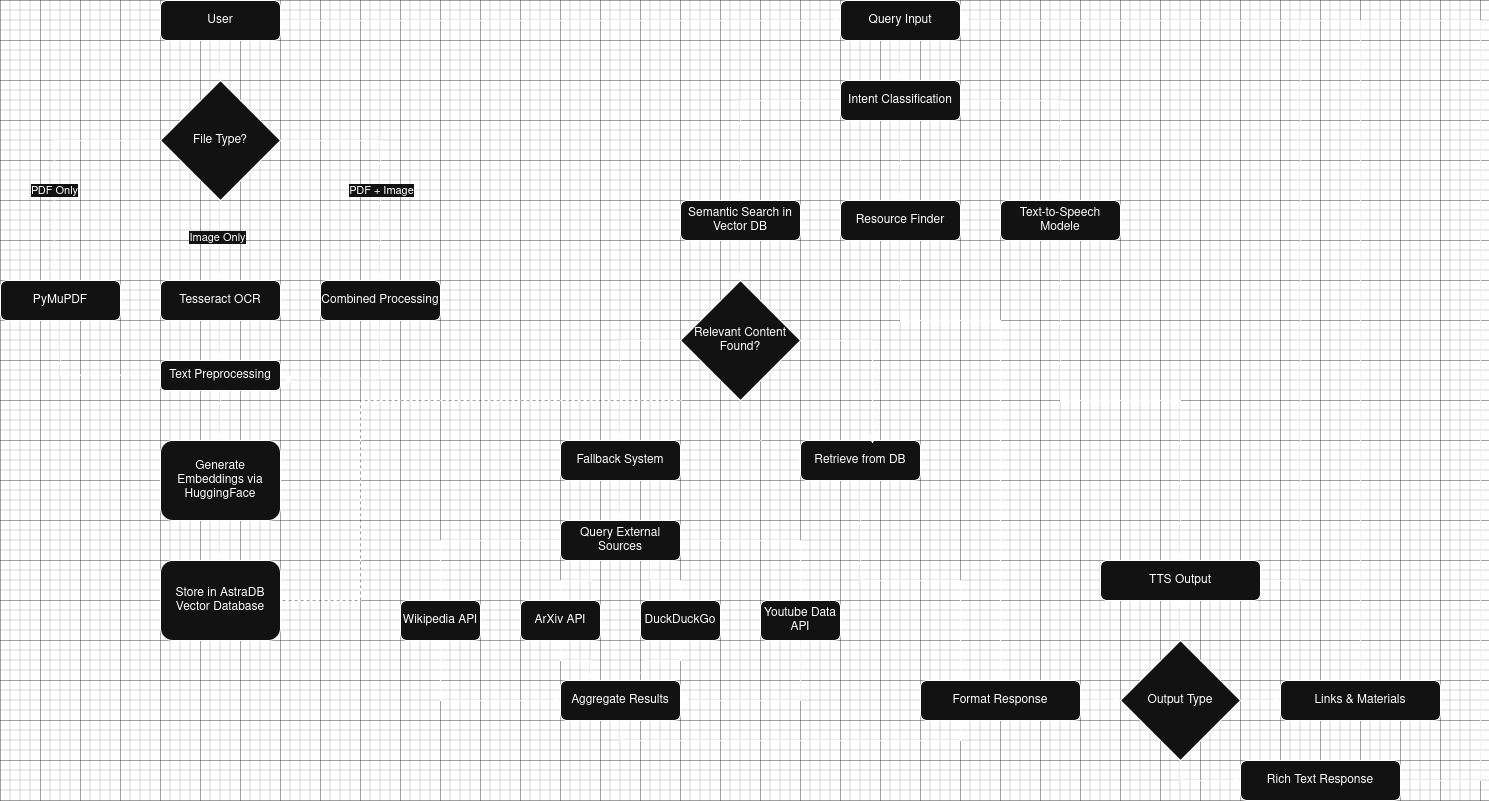 User
Query Input
Intent Classification
File Type?
PDF Only
PDF + Image
Image Only
Semantic Search in
Vector DB
Resource Finder
Text-to-Speech
Modele
PyMuPDF
Tesseract OCR
Combined Processing
Relevant Content
Found?
Text Preprocessing
Generate
Embeddings via
HuggingFace
Fallback System
Retrieve from DB
Query External
Sources
Store in AstraDB
Vector Database
TTS Output
Wikipedia API
ArXiv API
DuckDuckGo
Youtube Data
API
Aggregate Results
Format Response
Output Type
Links & Materials
Rich Text Response